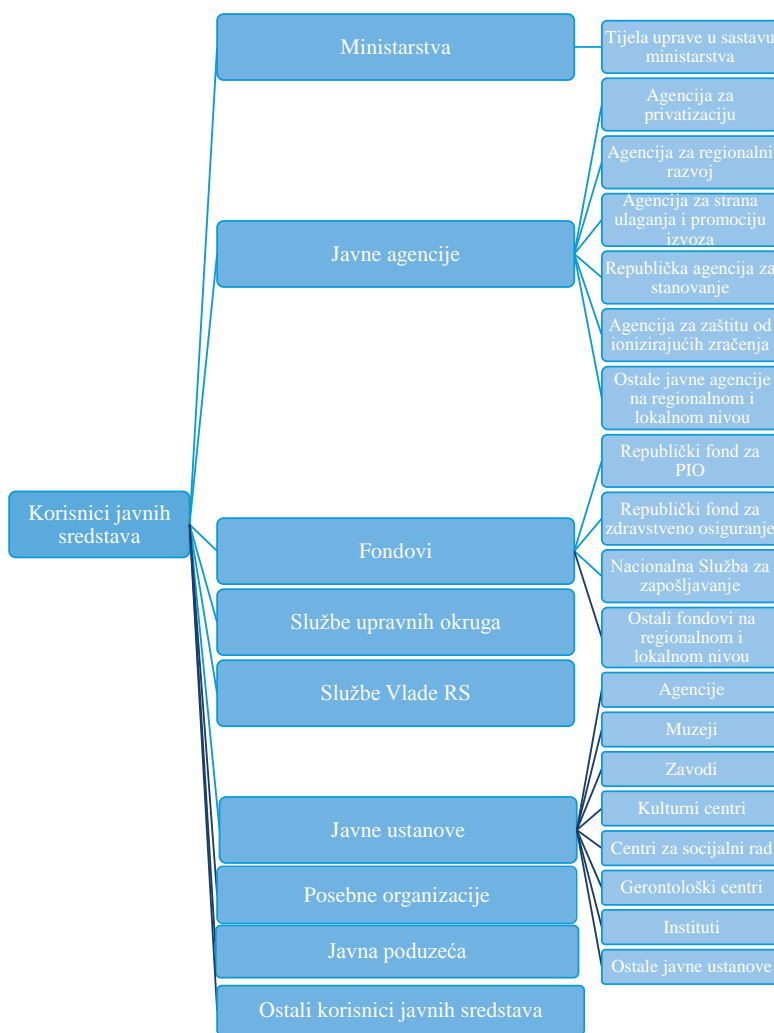 Korisnici javnih
sredstava
Ministarstva
Tijela uprave u sastavu
ministarstva
Javne agencije
Agencija za
privatizaciju
Agencija za regionalni
razvoj
Agencija za strana
ulaganja i promociju
izvoza
Republička agencija za
stanovanje
Agencija za zaštitu od
ionizirajućih zračenja
Ostale javne agencije
na regionalnom i
lokalnom nivou
Fondovi
Republički fond za
PIO
Republički fond za
zdravstveno osiguranje
Nacionalna Služba za
zapošljavanje
Ostali fondovi na
regionalnom i
lokalnom nivou
Službe upravnih okruga
Službe Vlade RS
Javne ustanove
Agencije
Muzeji
Zavodi
Kulturni centri
Centri za socijalni rad
Gerontološki centri
Instituti
Ostale javne ustanove
Posebne organizacije
Javna poduzeća
Ostali korisnici javnih sredstava